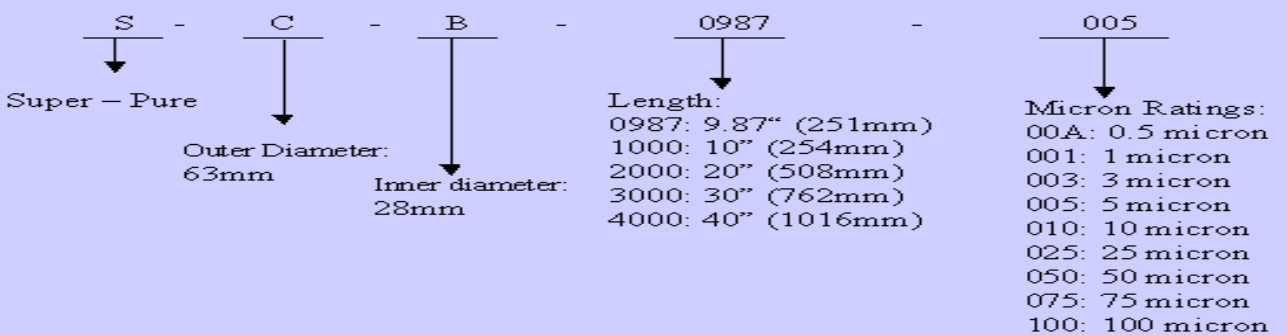 S - C - B - 0987 - 005
Super – Pure
Outer Diameter:
63mm
Inner diameter:
28mm
Length:
0987: 9.87“ (251mm)
1000: 10” (254mm)
2000: 20” (508mm)
3000: 30” (762mm)
4000: 40” (1016mm)
Micron Ratings:
00A: 0.5 micron
001: 1 micron
003: 3 micron
005: 5 micron
010: 10 micron
025: 25 micron
050: 50 micron
075: 75 micron
100: 100 micron